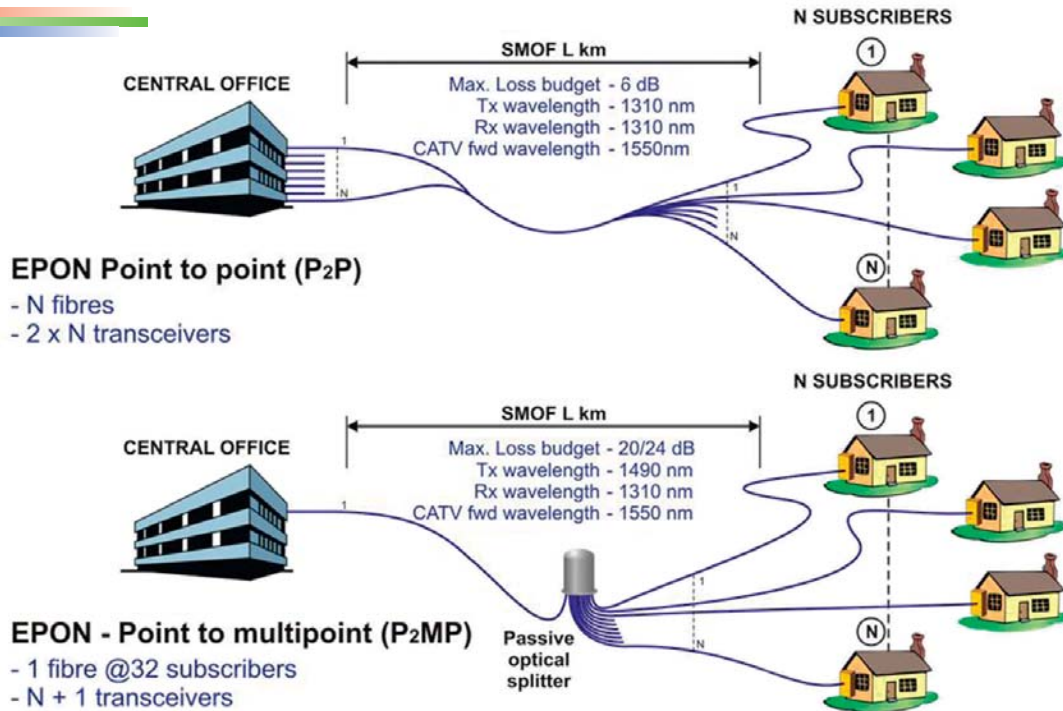 N SUBSCRIBERS
1
SMOF L km
CENTRAL OFFICE
Max. Loss budget - 6 dB
Tx wavelength - 1310 nm
Rx wavelength - 1310 nm
CATV fwd wavelength - 1550nm
1
N
1
N
N
EPON Point to point (P2P)
- N fibres
- 2 x N transceivers
N SUBSCRIBERS
1
SMOF L km
CENTRAL OFFICE
Max. Loss budget - 20/24 dB
Tx wavelength - 1490 nm
Rx wavelength - 1310 nm
CATV fwd wavelength - 1550 nm
1
1
N
N
EPON - Point to multipoint (P2MP)
- 1 fibre @32 subscribers
- N + 1 transceivers
Passive
optical
splitter